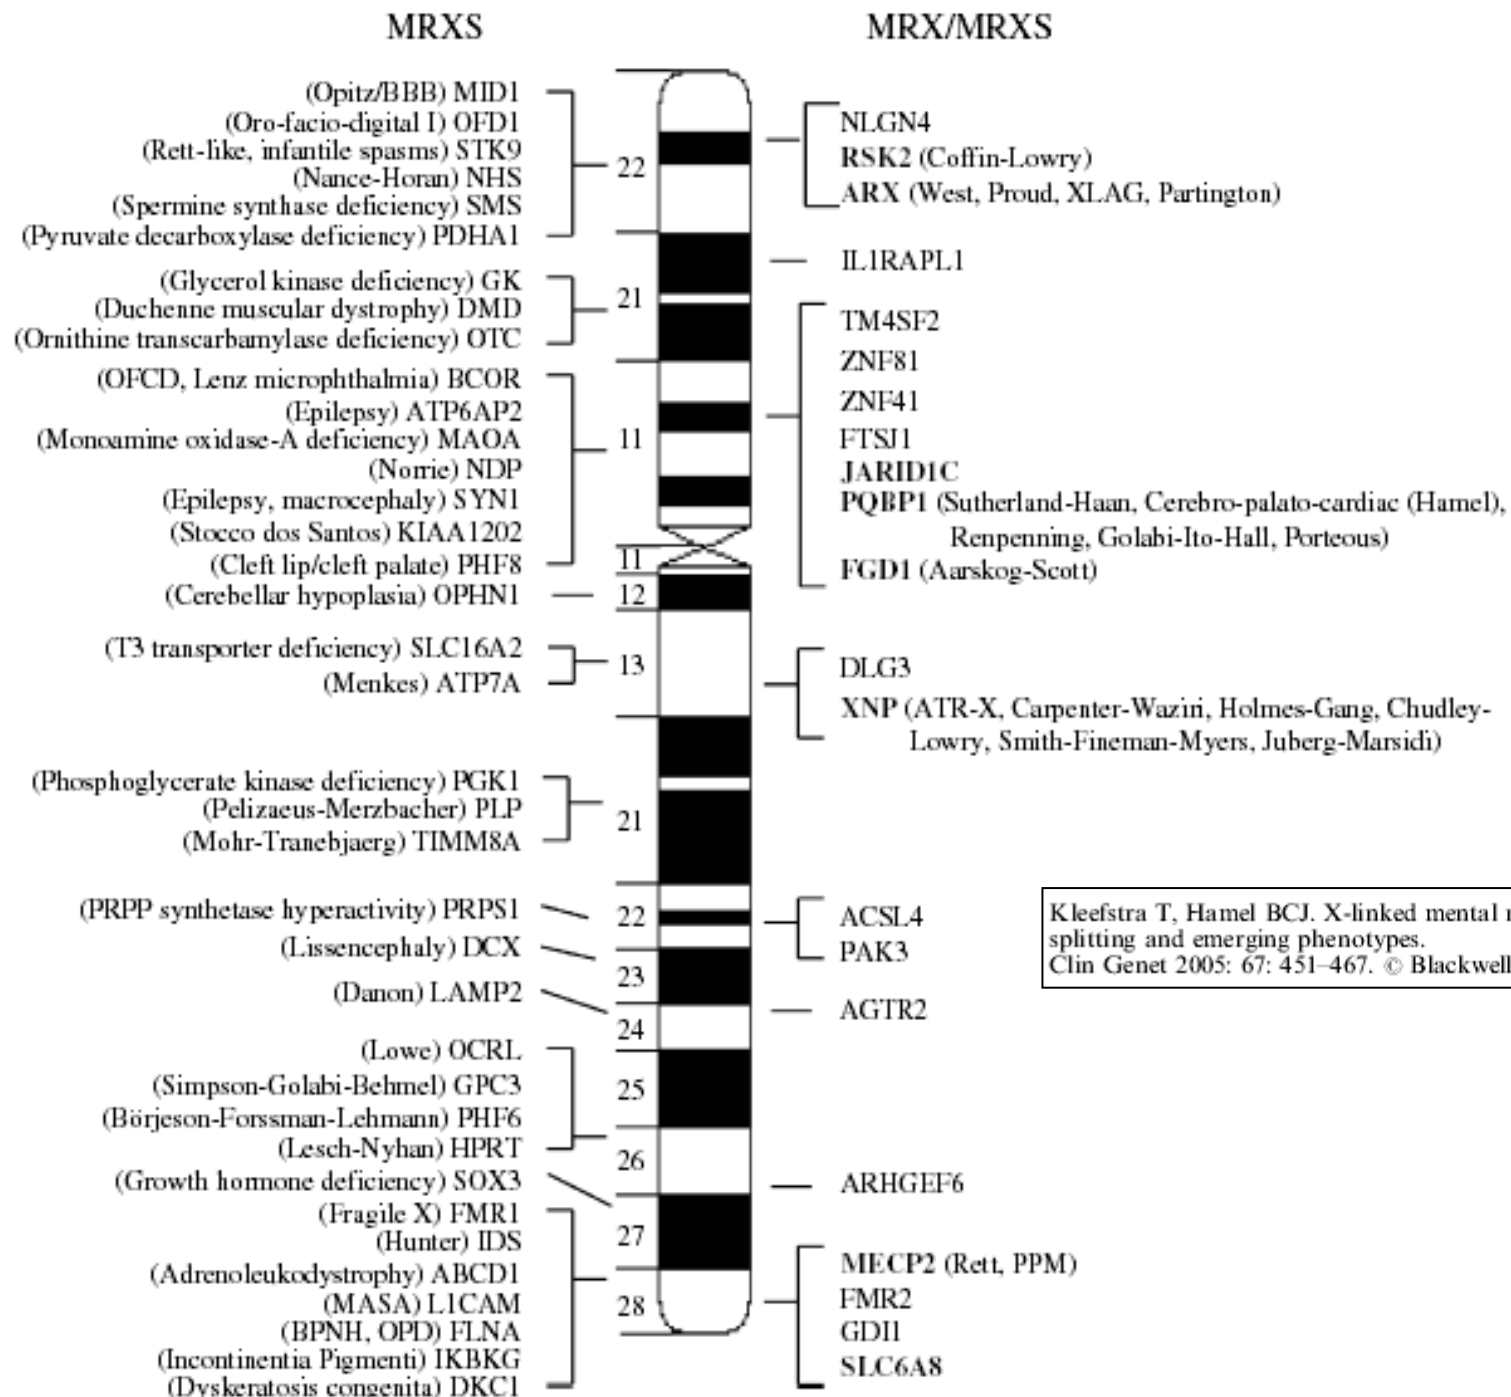 MRXS
MRX/MRXS
(Opitz/BBB) MID1
(Oro-facio-digital I) OFD1
(Rett-like, infantile spasms) STK9
(Nance-Horan) NHS
(Spermine synthase deficiency) SMS
(Pyruvate decarboxylase deficiency) PDHA1
(Glycerol kinase deficiency) GK
(Duchenne muscular dystrophy) DMD
(Ornithine transcarbamylase deficiency) OTC
(OFCD, Lenz microphthalmia) BCOR
(Epilepsy) ATP6AP2
(Monoamine oxidase-A deficiency) MAOA
(Norrie) NDP
(Epilepsy, macrocephaly) SYN1
(Stocco dos Santos) KIAA1202
(Cleft lip/cleft palate) PHF8
(Cerebellar hypoplasia) OPHN1
(T3 transporter deficiency) SLC16A2
(Menkes) ATP7A
(Phosphoglycerate kinase deficiency) PGK1
(Pelizaeus-Merzbacher) PLP
(Mohr-Tranebjaerg) TIMM8A
(PRPP synthetase hyperactivity) PRPS1
(Lissencephaly) DCX
(Danon) LAMP2
(Lowe) OCRL
(Simpson-Golabi-Behmel) GPC3
(Börjeson-Forssman-Lehmann) PHF6
(Lesch-Nyhan) HPRT
(Growth hormone deficiency) SOX3
(Fragile X) FMR1
(Hunter) IDS
(Adrenoleukodystrophy) ABCD1
(MASA) L1CAM
(BPNH, OPD) FLNA
(Incontinentia Pigmenti) IKBKG
(Dyskeratosis congenita) DKC1
22
21
11
11
12
13
21
22
23
24
25
26
27
28
NLGN4
RSK2 (Coffin-Lowry)
ARX (West, Proud, XLAG, Partington)
IL1RAPL1
TM4SF2
ZNF81
ZNF41
FTSJ1
JARID1C
PQBP1 (Sutherland-Haan, Cerebro-palato-cardiac (Hamel),
Renpenning, Golabi-Ito-Hall, Porteous)
FGD1 (Aarskog-Scott)
DLG3
XNP (ATR-X, Carpenter-Waziri, Holmes-Gang, Chudley-
Lowry, Smith-Fineman-Myers, Juberg-Marsidi)
ACSL4
PAK3
AGTR2
ARHGEF6
MECP2 (Rett, PPM)
FMR2
GDI1
SLC6A8
Kleefstra T, Hamel BCJ. X-linked mental
splitting and emerging phenotypes.
Clin Genet 2005: 67: 451–467. © Blackwell